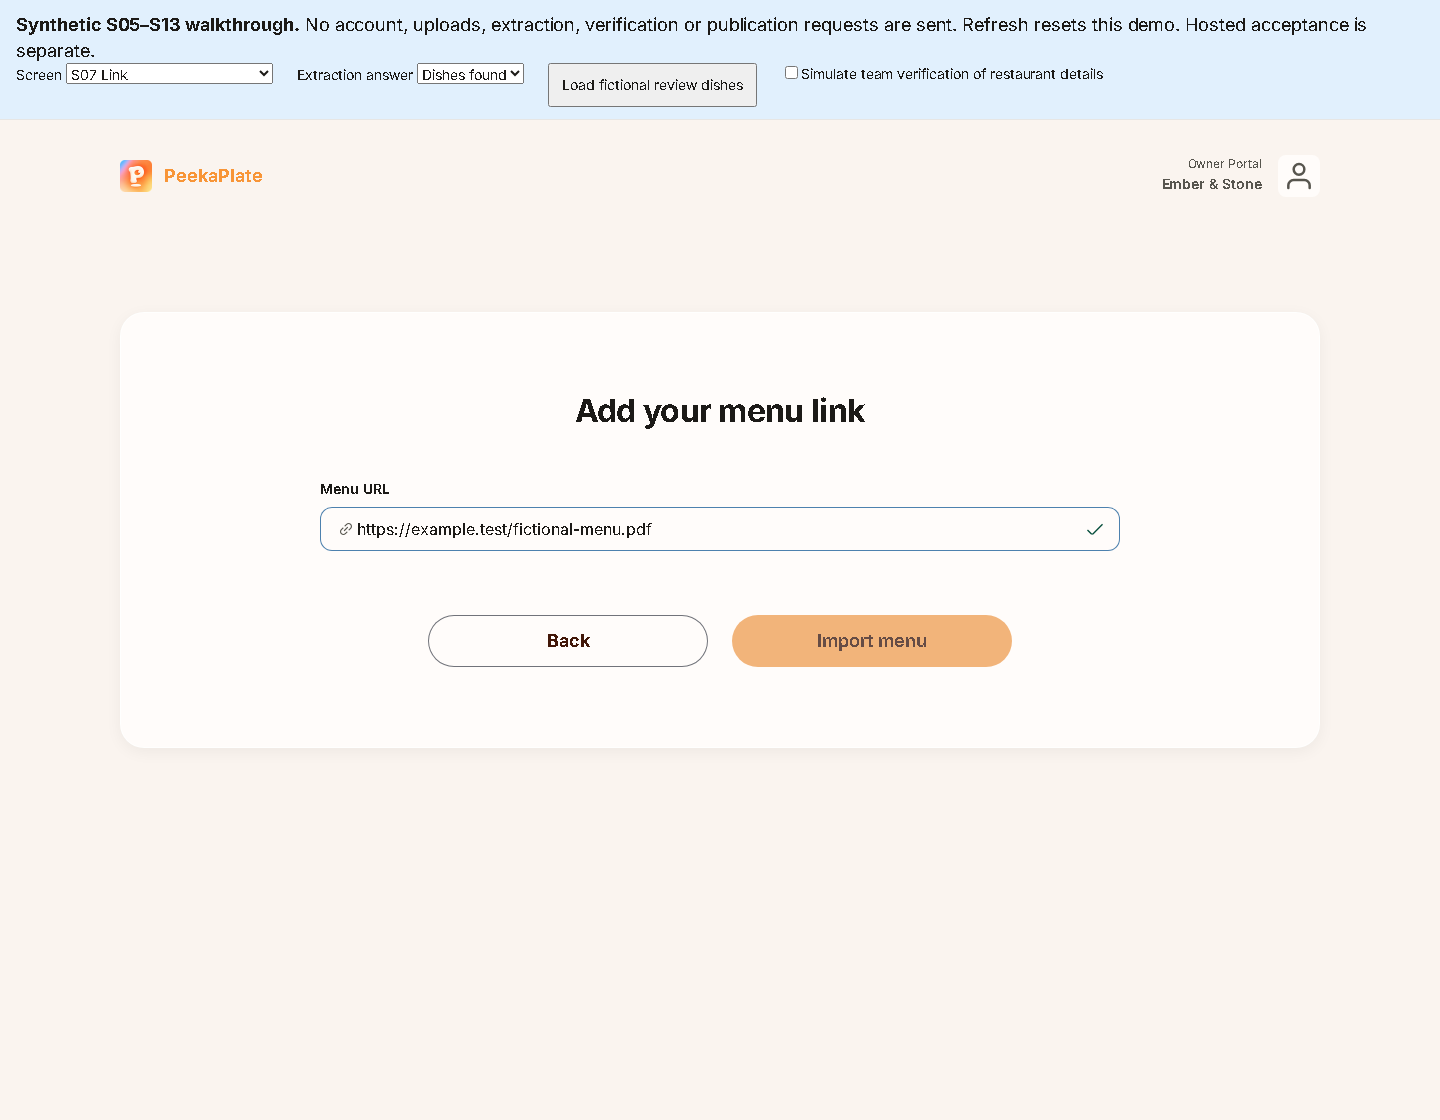 Synthetic S05–S13 walkthrough. No account, uploads, extraction, verification or publication requests are sent. Refresh resets this demo. Hosted acceptance is
separate.
Screen S07 Link Extraction answer Dishes found Load fictional review dishes Simulate team verification of restaurant details
PeekaPlate
Owner Portal
Ember & Stone
Add your menu link
Menu URL
https://example.test/fictional-menu.pdf
Back Import menu